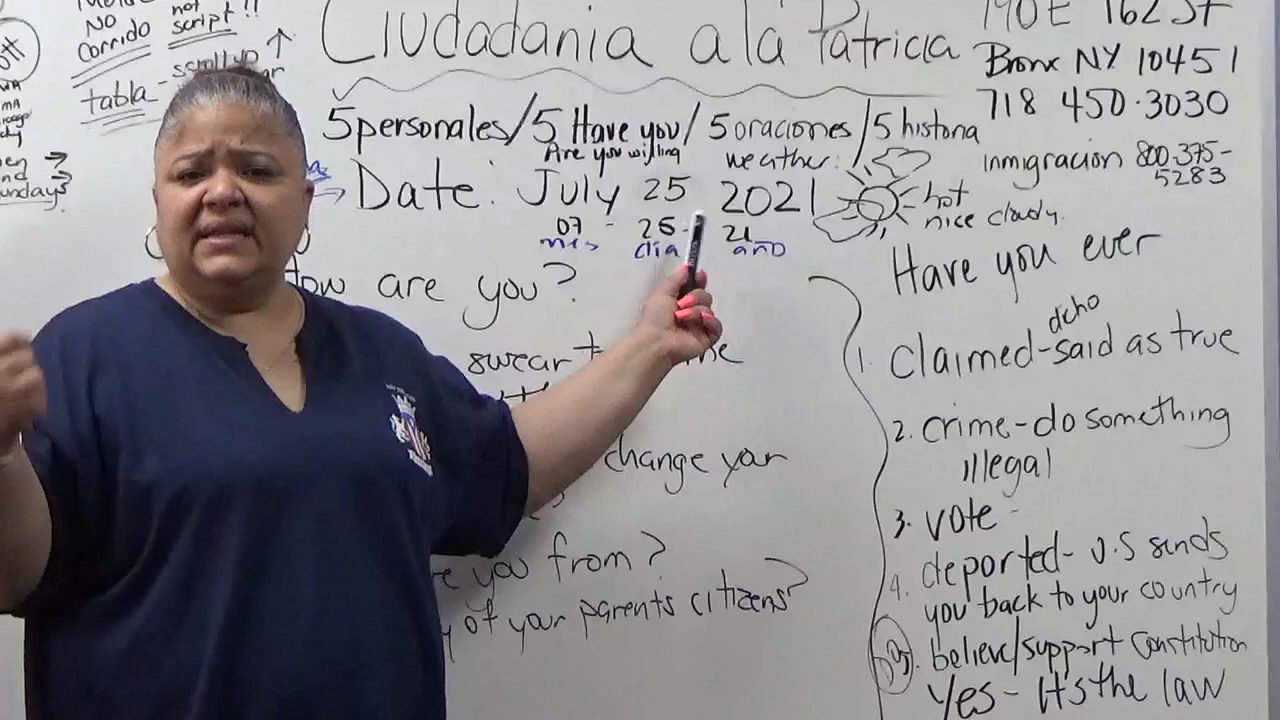 NO not
Corrido script !!
tabla - scroll up
Ciudadania a la Patricia
190 E 162 St
Bronx NY 10451
718 450.3030
inmigracion 800-375-
5283
5 personales / 5 Have you / 5 oraciones / 5 historia
Are you willing weather:
Date: July 25 2021
hot
nice cloudy.
07 - 25 - 21
mes dia año
How are you?
swear
change your
you from?
of your parents citizens?
Have you ever
dcho
1. claimed - said as true
2. crime - do something
illegal
3. vote -
4. deported - U.S sends
you back to your country
believe/support constitution
Yes - It's the law